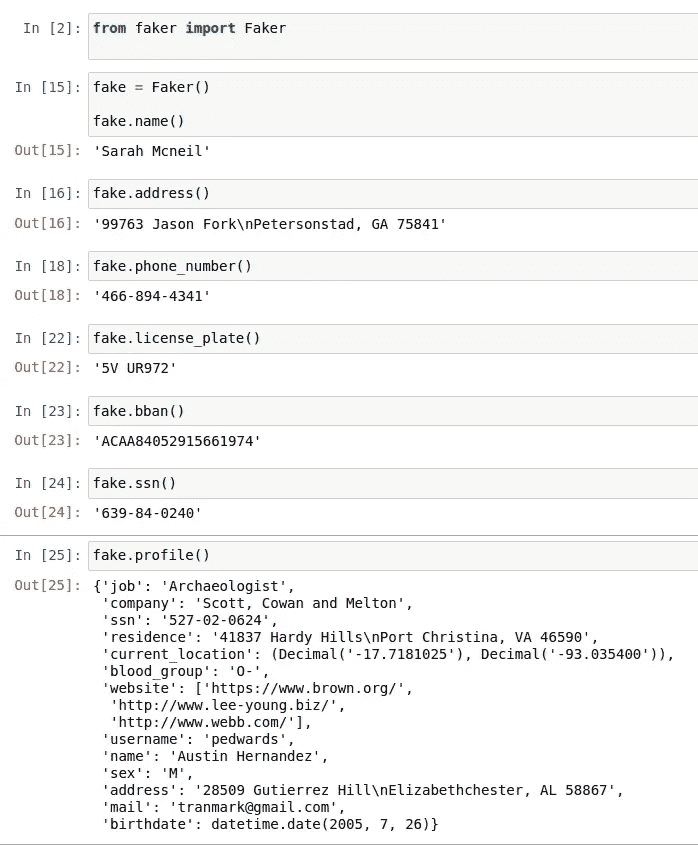 In [2]: from faker import Faker
In [15]: fake = Faker()
fake.name()
Out[15]: 'Sarah Mcneil'
In [16]: fake.address()
Out[16]: '99763 Jason Fork\nPetersonstad, GA 75841'
In [18]: fake.phone_number()
Out[18]: '466-894-4341'
In [22]: fake.license_plate()
Out[22]: '5V UR972'
In [23]: fake.bban()
Out[23]: 'ACAA84052915661974'
In [24]: fake.ssn()
Out[24]: '639-84-0240'
In [25]: fake.profile()
Out[25]: {'job': 'Archaeologist',
'company': 'Scott, Cowan and Melton',
'ssn': '527-02-0624',
'residence': '41837 Hardy Hills\nPort Christina, VA 46590',
'current_location': (Decimal('-17.7181025'), Decimal('-93.035400')),
'blood_group': 'O-',
'website': ['https://www.brown.org/',
'http://www.lee-young.biz/',
'http://www.webb.com/'],
'username': 'pedwards',
'name': 'Austin Hernandez',
'sex': 'M',
'address': '28509 Gutierrez Hill\nElizabethchester, AL 58867',
'mail': 'tranmark@gmail.com',
'birthdate': datetime.date(2005, 7, 26)}